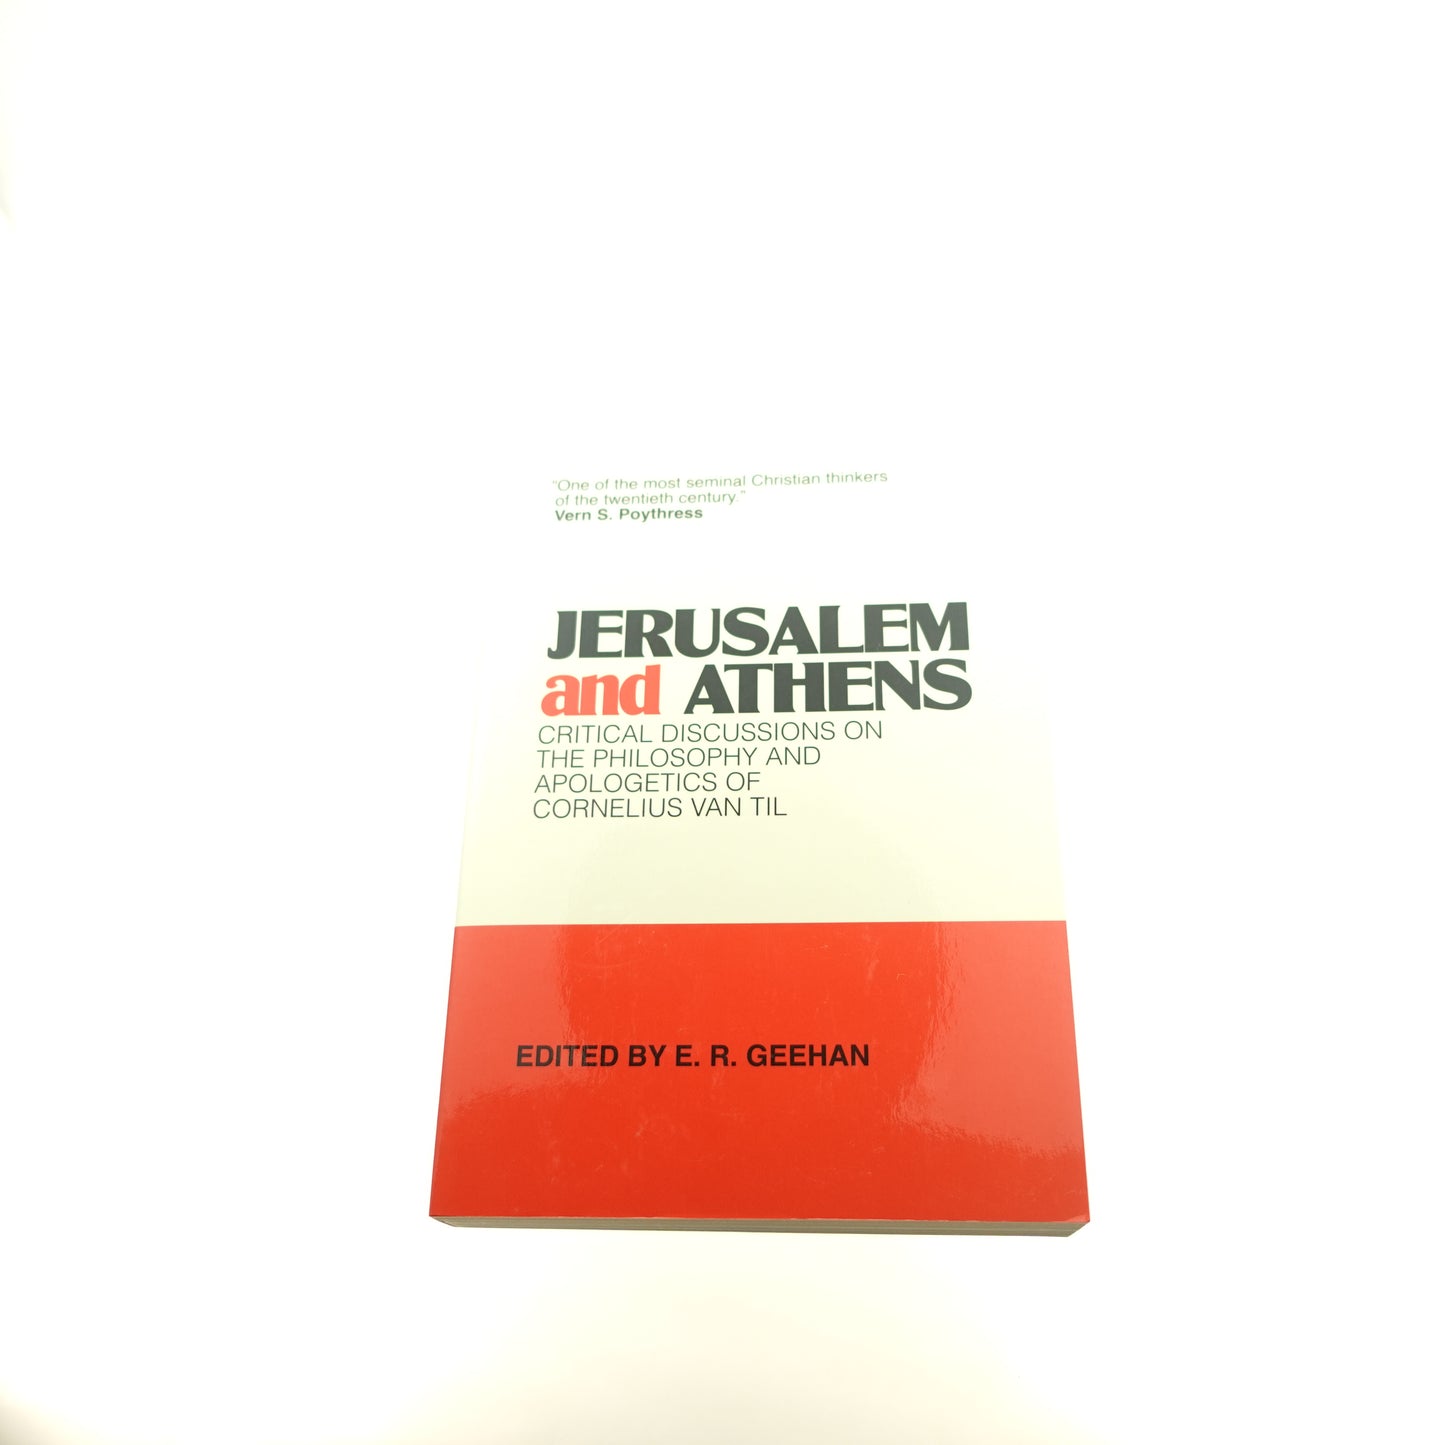 "One of the most seminal Christian thinkers
of the twentieth century."
Vern S. Poythress
JERUSALEM
and ATHENS
CRITICAL DISCUSSIONS ON
THE PHILOSOPHY AND
APOLOGETICS OF
CORNELIUS VAN TIL
EDITED BY E. R. GEEHAN